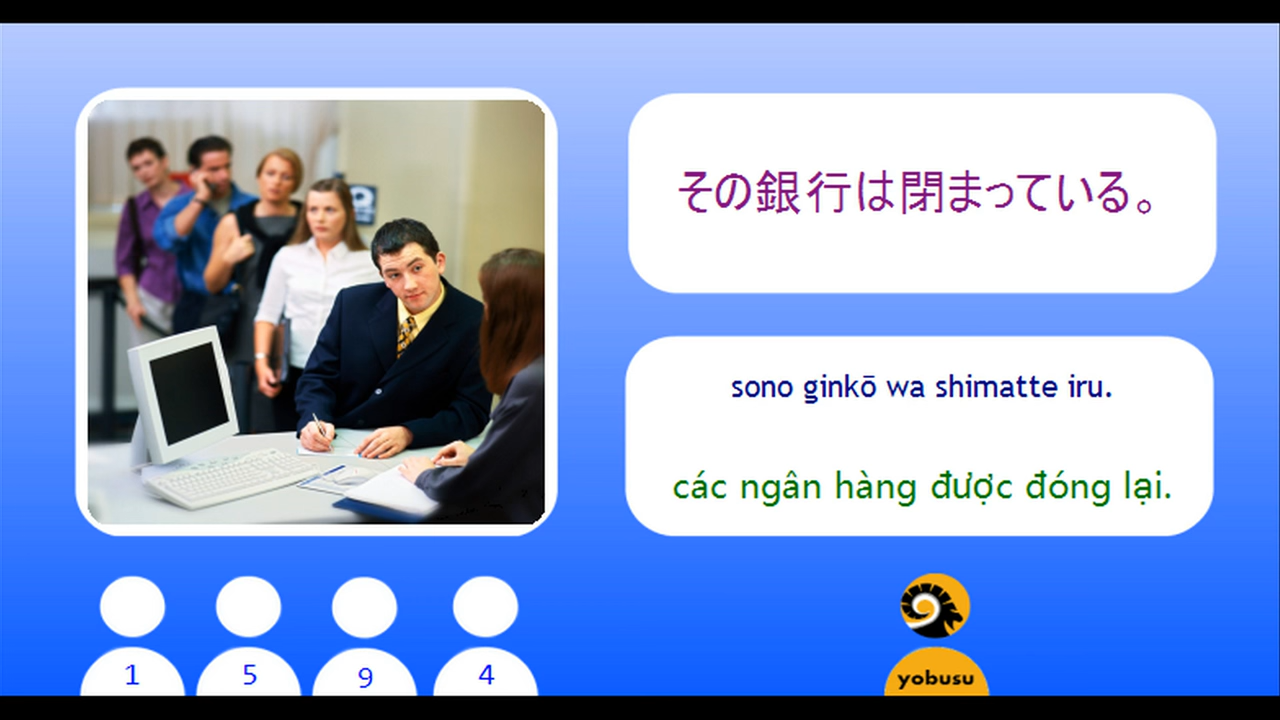 その銀行は閉まっている。
sono ginkō wa shimatte iru.
các ngân hàng được đóng lại.
1 5 9 4
yobusu